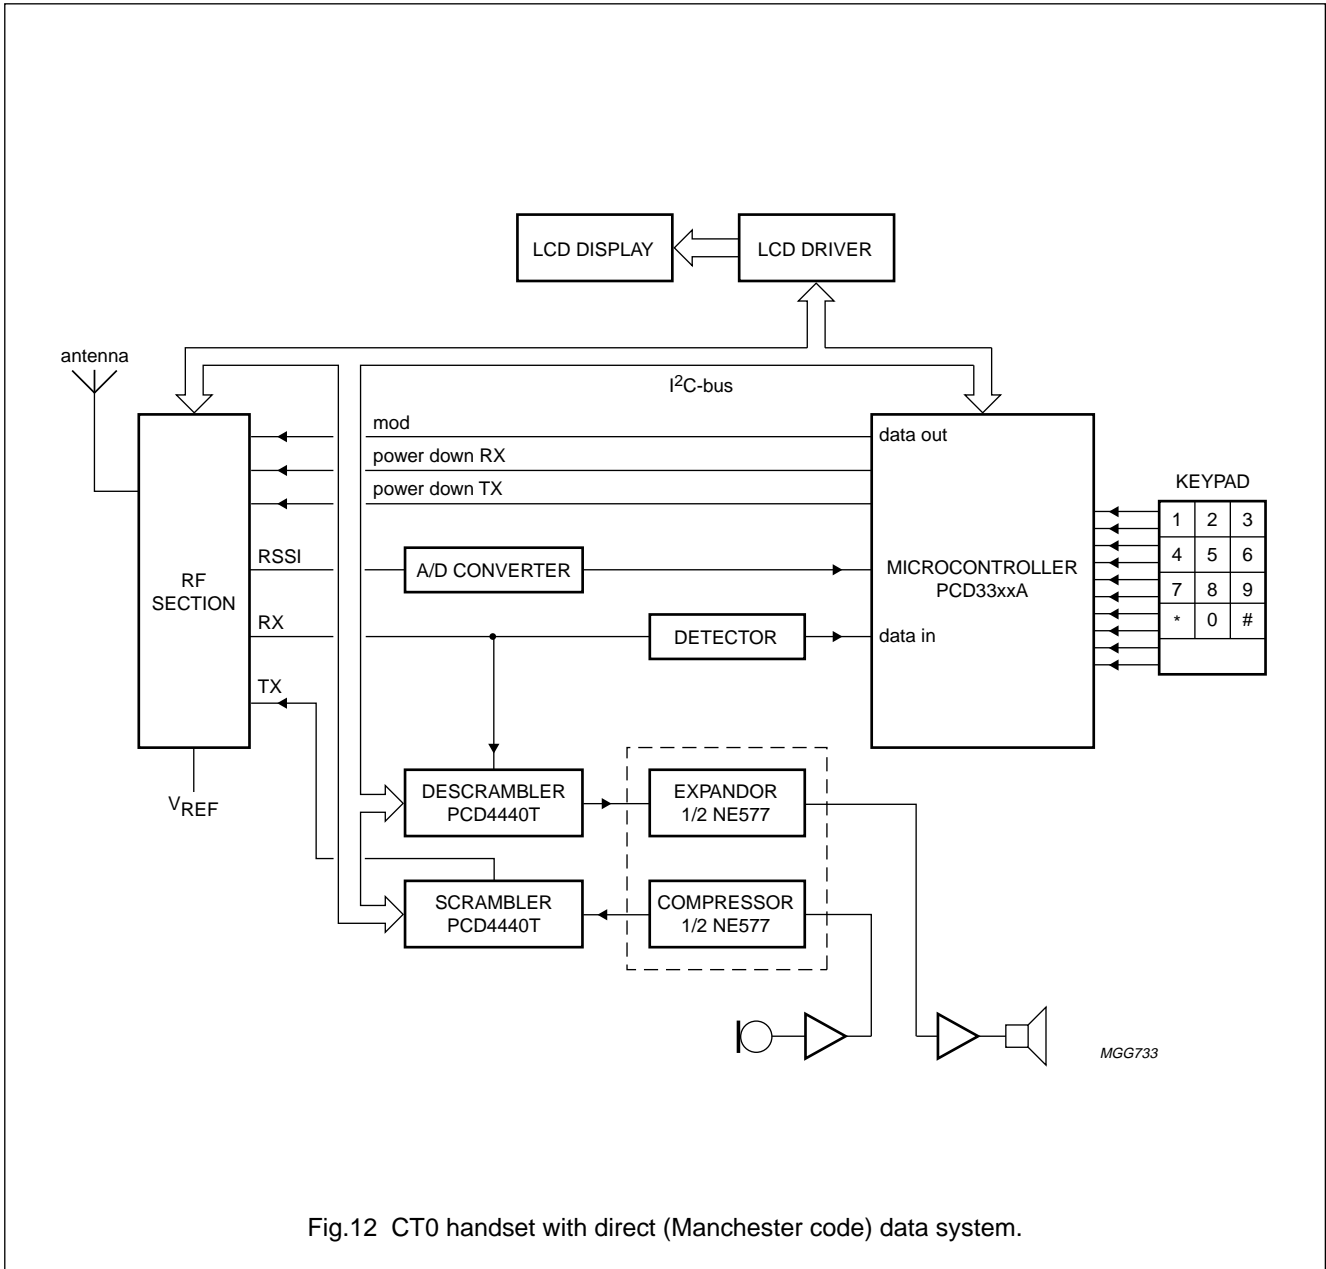 LCD DISPLAY
LCD DRIVER
antenna
I²C-bus
mod
data out
power down RX
power down TX
KEYPAD
1 2 3
4 5 6
7 8 9
* 0 #
RSSI
A/D CONVERTER
MICROCONTROLLER
PCD33xxA
RF
SECTION
RX
DETECTOR
data in
TX
VREF
DESCRAMBLER
PCD4440T
EXPANDOR
1/2 NE577
SCRAMBLER
PCD4440T
COMPRESSOR
1/2 NE577
MGG733
Fig.12 CT0 handset with direct (Manchester code) data system.